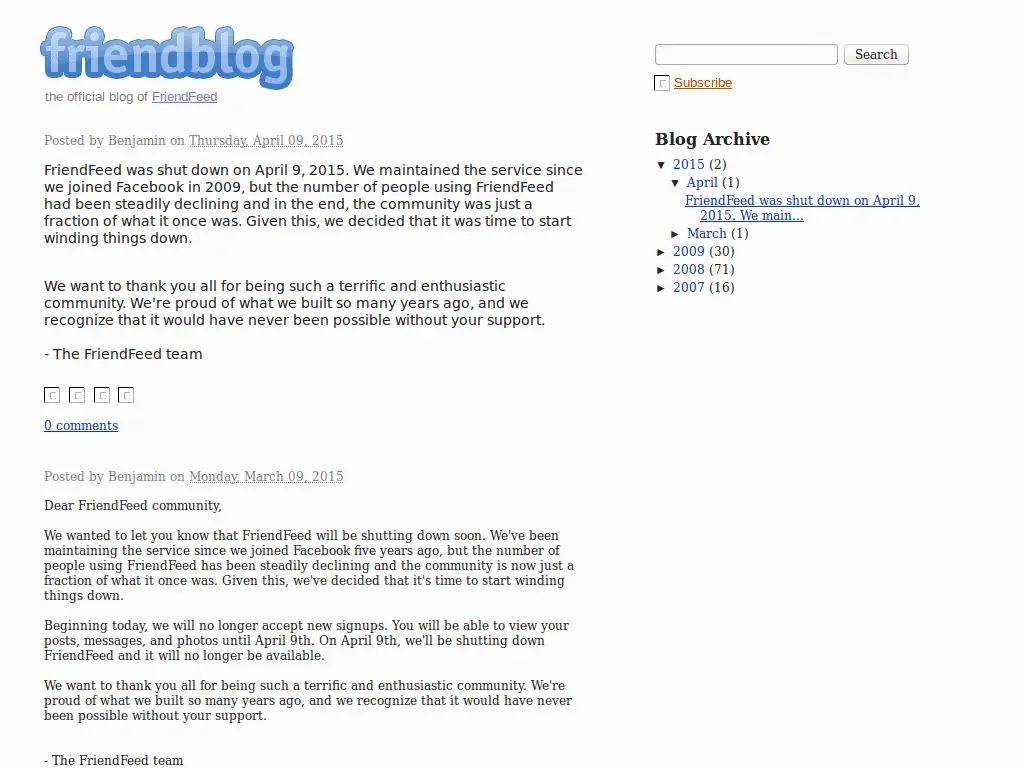 friendblog
the official blog of FriendFeed
Search
Subscribe
Posted by Benjamin on Thursday, April 09, 2015
FriendFeed was shut down on April 9, 2015. We maintained the service since
we joined Facebook in 2009, but the number of people using FriendFeed
had been steadily declining and in the end, the community was just a
fraction of what it once was. Given this, we decided that it was time to start
winding things down.
We want to thank you all for being such a terrific and enthusiastic
community. We're proud of what we built so many years ago, and we
recognize that it would have never been possible without your support.
- The FriendFeed team
0 comments
Posted by Benjamin on Monday, March 09, 2015
Dear FriendFeed community,
We wanted to let you know that FriendFeed will be shutting down soon. We've been
maintaining the service since we joined Facebook five years ago, but the number of
people using FriendFeed has been steadily declining and the community is now just a
fraction of what it once was. Given this, we've decided that it's time to start winding
things down.
Beginning today, we will no longer accept new signups. You will be able to view your
posts, messages, and photos until April 9th. On April 9th, we'll be shutting down
FriendFeed and it will no longer be available.
We want to thank you all for being such a terrific and enthusiastic community. We're
proud of what we built so many years ago, and we recognize that it would have never
been possible without your support.
- The FriendFeed team
Blog Archive
▼ 2015 (2)
▼ April (1)
FriendFeed was shut down on April 9,
2015. We main...
► March (1)
► 2009 (30)
► 2008 (71)
► 2007 (16)